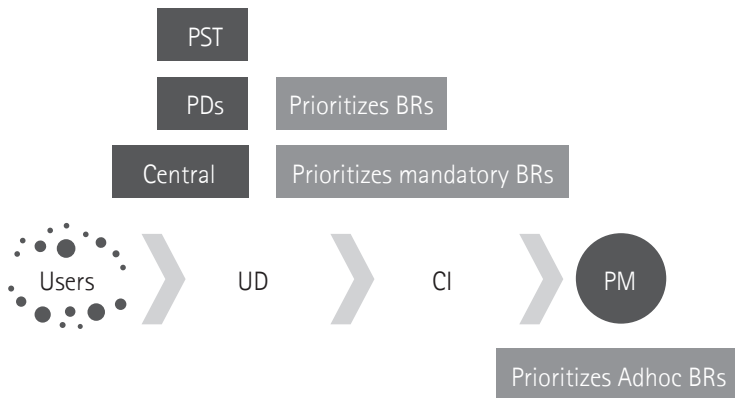 PST
PDs
Prioritizes BRs
Central
Prioritizes mandatory BRs
Users
UD
CI
PM
Prioritizes Adhoc BRs